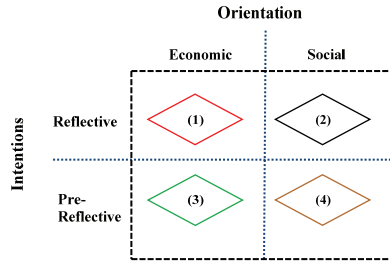 Orientation
Economic Social
Intentions
Reflective (1) (2)
Pre-
Reflective (3) (4)